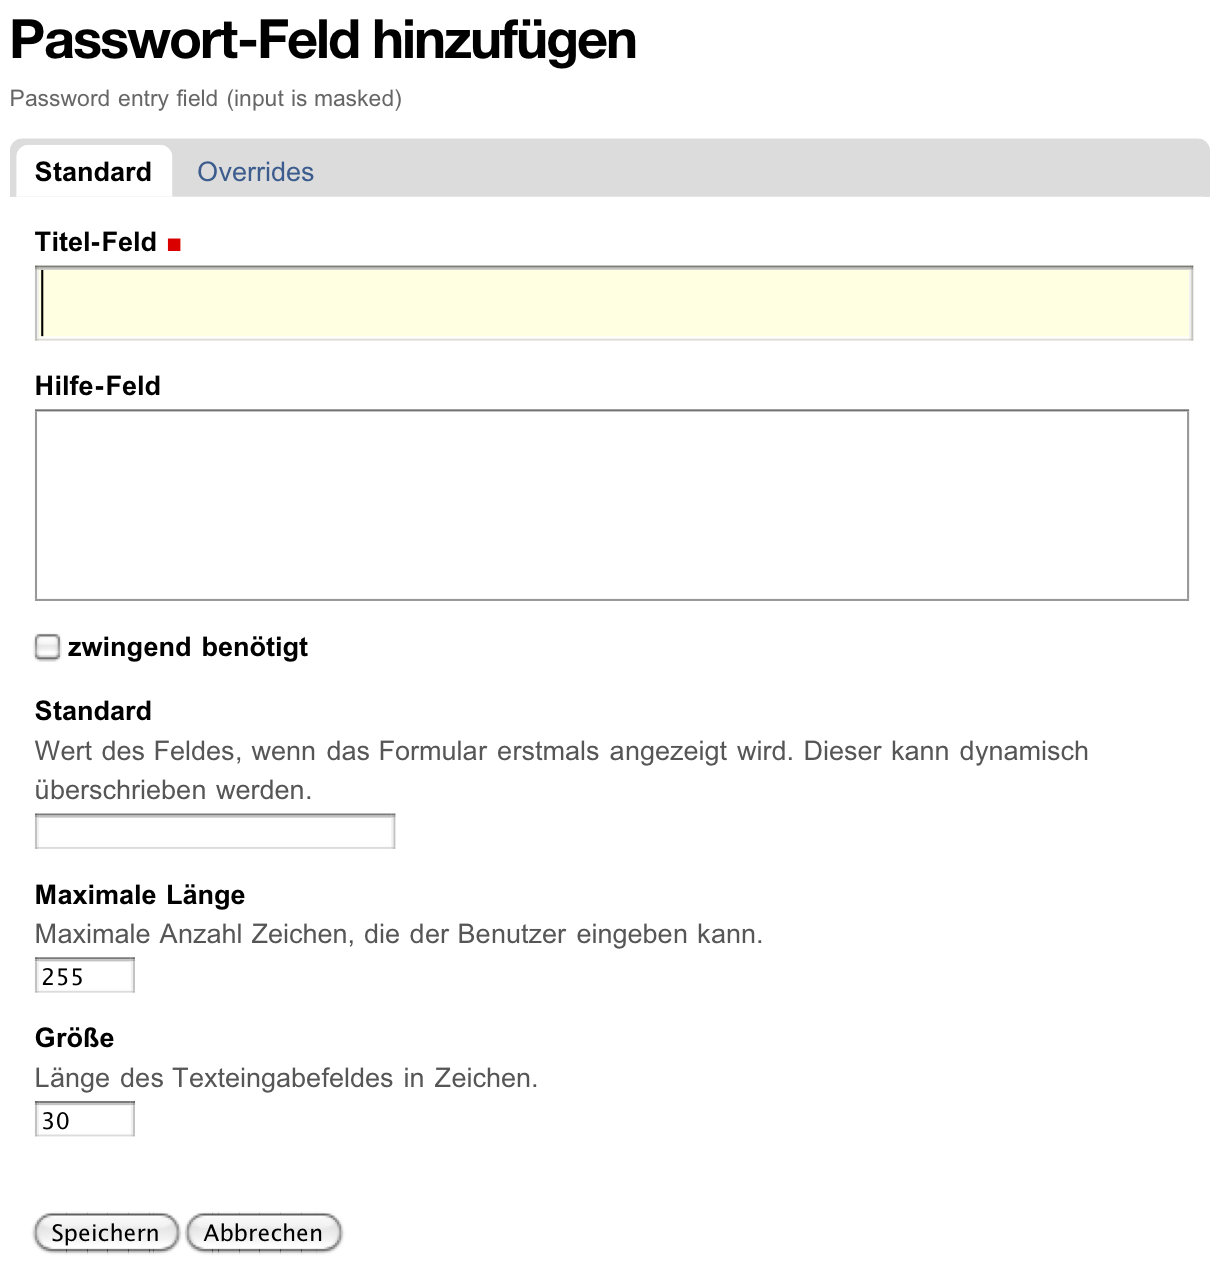 Passwort-Feld hinzufügen
Password entry field (input is masked)
Standard Overrides
Titel-Feld
Hilfe-Feld
zwingend benötigt
Standard
Wert des Feldes, wenn das Formular erstmals angezeigt wird. Dieser kann dynamisch
überschrieben werden.
Maximale Länge
Maximale Anzahl Zeichen, die der Benutzer eingeben kann.
255
Größe
Länge des Texteingabefeldes in Zeichen.
30
Speichern Abbrechen